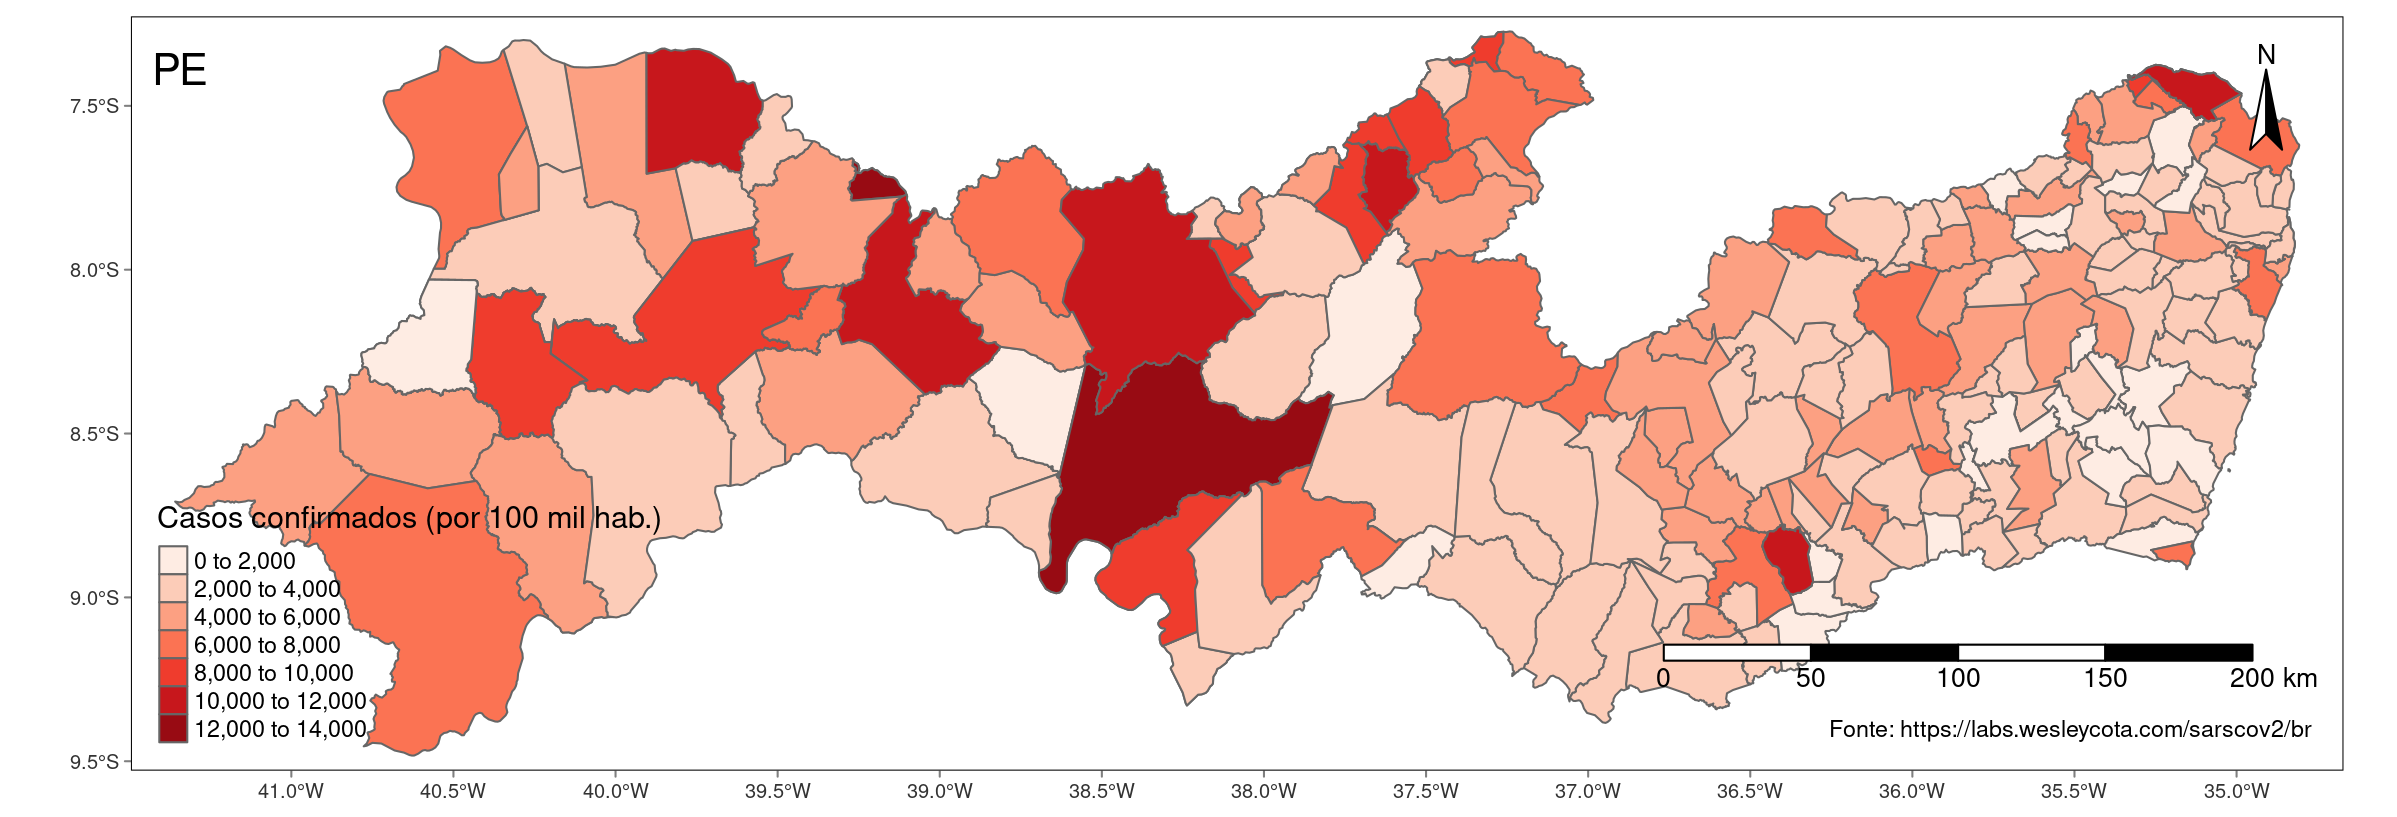 PE
N
7.5°S
8.0°S
8.5°S
9.0°S
9.5°S
Casos confirmados (por 100 mil hab.)
0 to 2,000
2,000 to 4,000
4,000 to 6,000
6,000 to 8,000
8,000 to 10,000
10,000 to 12,000
12,000 to 14,000
0 50 100 150 200 km
Fonte: https://labs.wesleycota.com/sarscov2/br
41.0°W 40.5°W 40.0°W 39.5°W 39.0°W 38.5°W 38.0°W 37.5°W 37.0°W 36.5°W 36.0°W 35.5°W 35.0°W